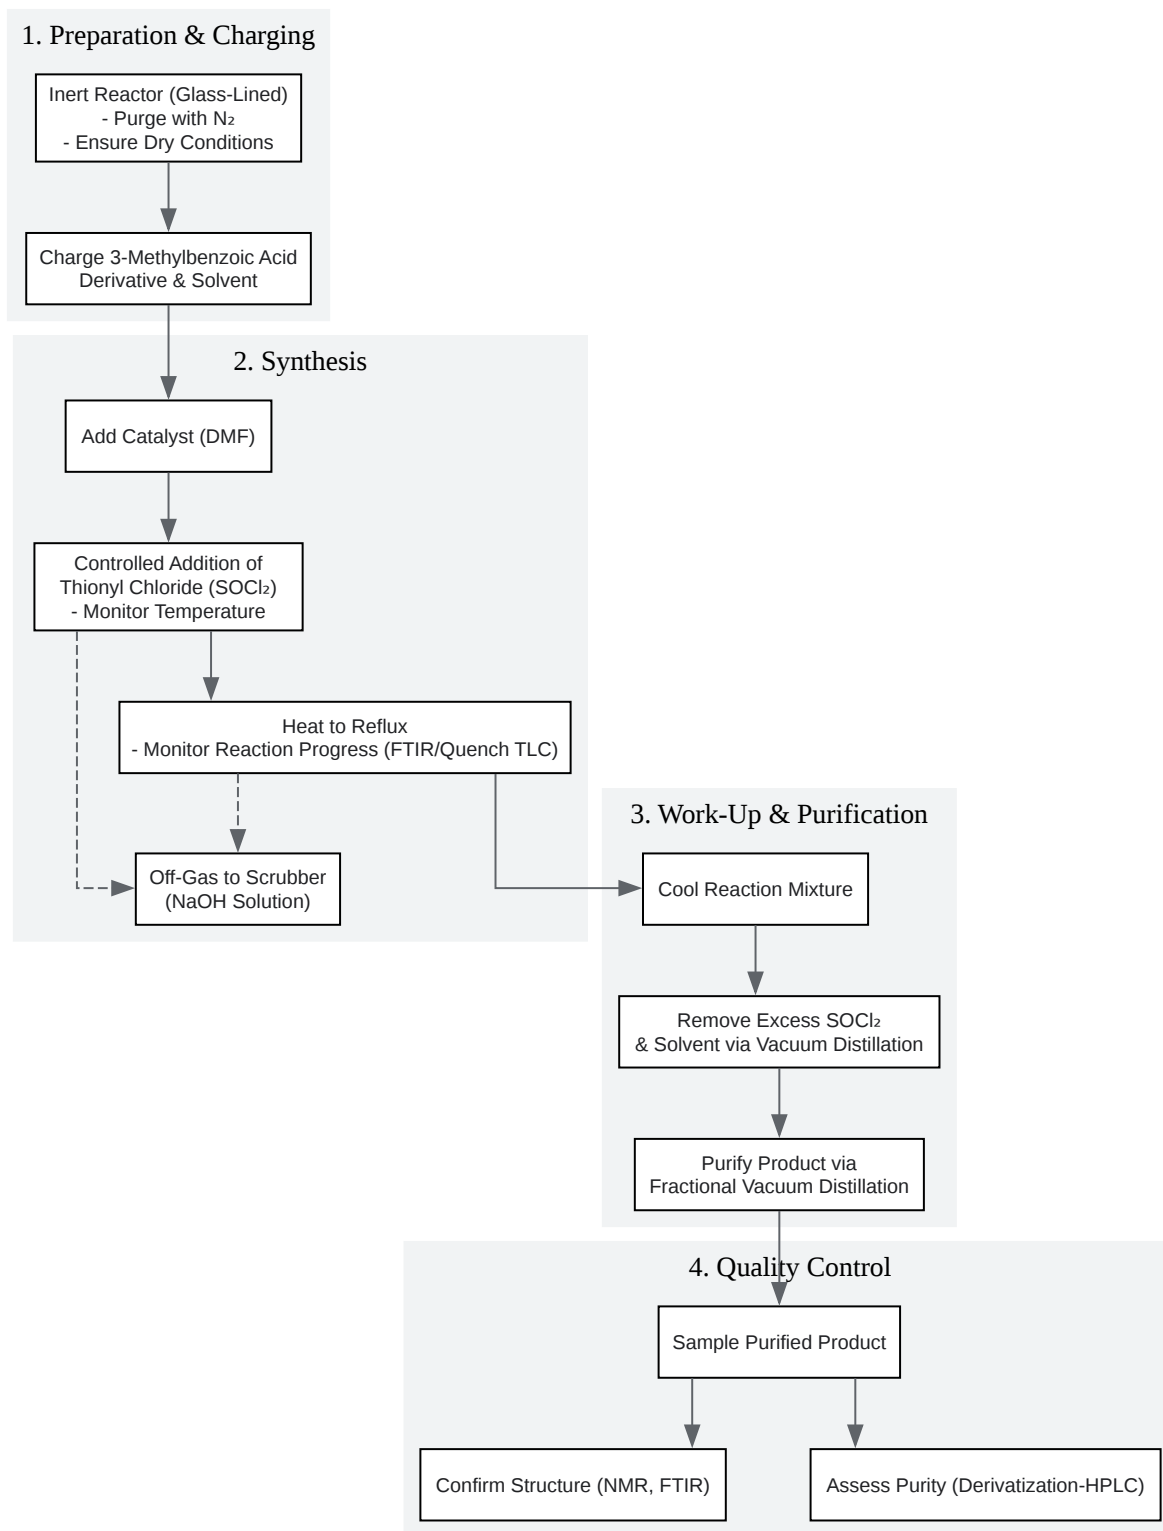 1. Preparation & Charging
Inert Reactor (Glass-Lined)
- Purge with N₂
- Ensure Dry Conditions
Charge 3-Methylbenzoic Acid
Derivative & Solvent
2. Synthesis
Add Catalyst (DMF)
Controlled Addition of
Thionyl Chloride (SOCl₂)
- Monitor Temperature
Heat to Reflux
- Monitor Reaction Progress (FTIR/Quench TLC)
Off-Gas to Scrubber
(NaOH Solution)
3. Work-Up & Purification
Cool Reaction Mixture
Remove Excess SOCl₂
& Solvent via Vacuum Distillation
Purify Product via
Fractional Vacuum Distillation
4. Quality Control
Sample Purified Product
Confirm Structure (NMR, FTIR)
Assess Purity (Derivatization-HPLC)